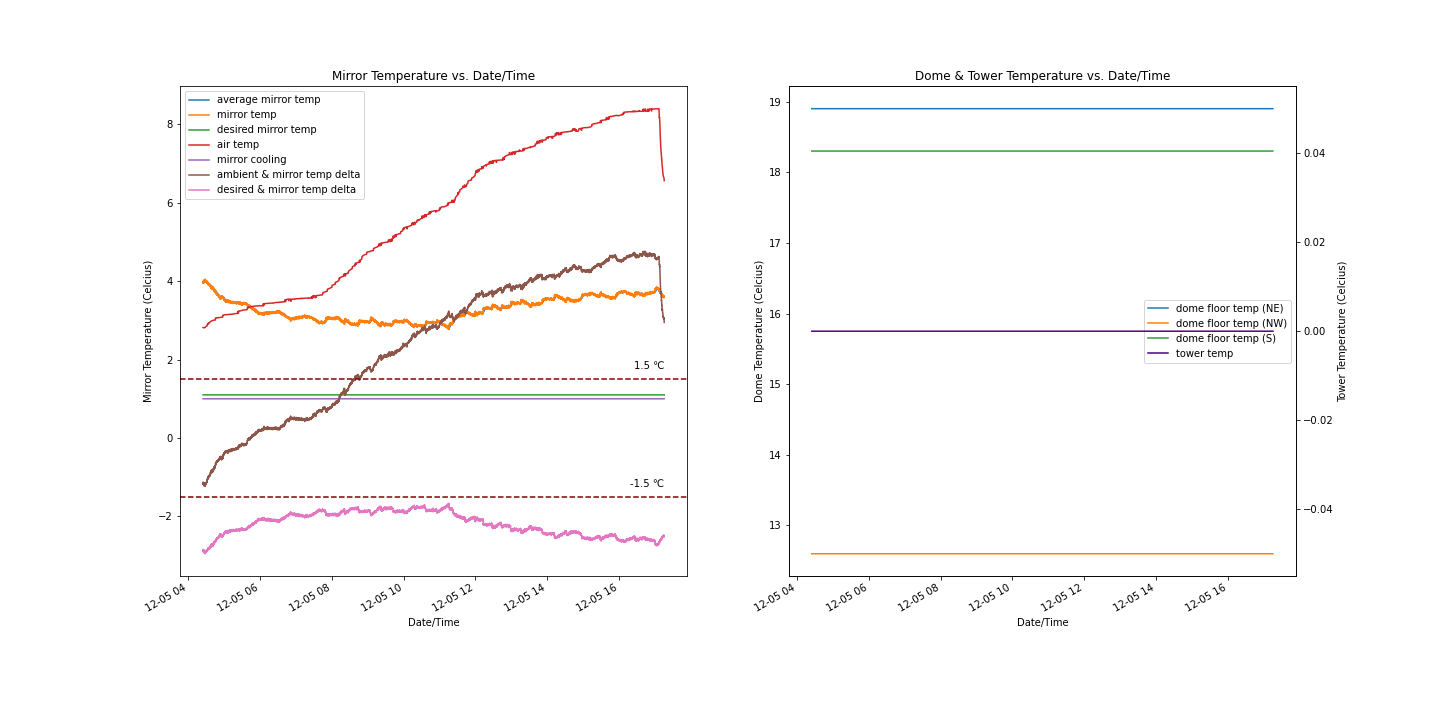 Mirror Temperature vs. Date/Time
average mirror temp
mirror temp
desired mirror temp
air temp
mirror cooling
ambient & mirror temp delta
desired & mirror temp delta
8
6
4
2
0
−2
Mirror Temperature (Celcius)
1.5 °C
-1.5 °C
12-05 04
12-05 06
12-05 08
12-05 10
12-05 12
12-05 14
12-05 16
Date/Time
Dome & Tower Temperature vs. Date/Time
19
18
17
16
15
14
13
Dome Temperature (Celcius)
dome floor temp (NE)
dome floor temp (NW)
dome floor temp (S)
tower temp
0.04
0.02
0.00
−0.02
−0.04
Tower Temperature (Celcius)
12-05 04
12-05 06
12-05 08
12-05 10
12-05 12
12-05 14
12-05 16
Date/Time